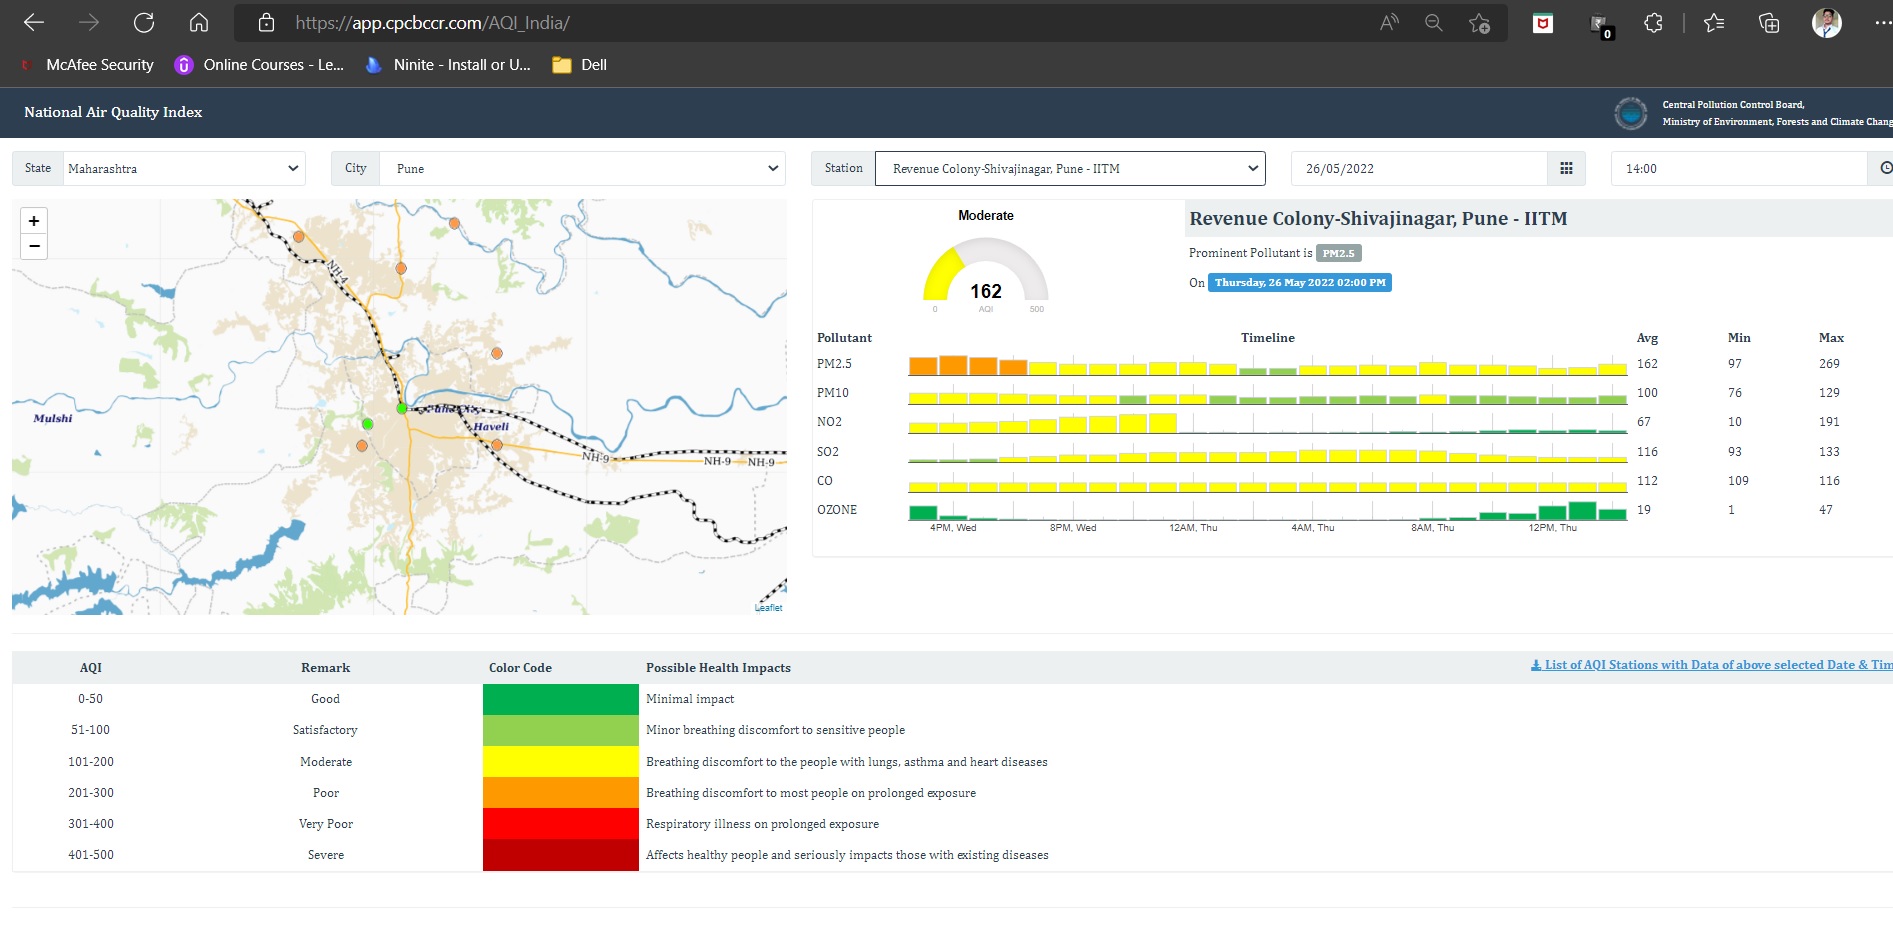 https://app.cpcbccr.com/AQI_India/
0
McAfee Security
Online Courses - Le...
Ninite - Install or U...
Dell
National Air Quality Index
Central Pollution Control Board,
Ministry of Environment, Forests and Climate Chang
State Maharashtra
City Pune
Station Revenue Colony-Shivajinagar, Pune - IITM
26/05/2022
14:00
+
−
NH-4
Mulshi
Haveli
NH-9
NH-9
NH-9
Leaflet
Moderate
162
0 AQI 500
Revenue Colony-Shivajinagar, Pune - IITM
Prominent Pollutant is PM2.5
On Thursday, 26 May 2022 02:00 PM
Pollutant Timeline Avg Min Max
PM2.5 162 97 269
PM10 100 76 129
NO2 67 10 191
SO2 116 93 133
CO 112 109 116
OZONE 19 1 47
4PM, Wed 8PM, Wed 12AM, Thu 4AM, Thu 8AM, Thu 12PM, Thu
AQI Remark Color Code Possible Health Impacts
List of AQI Stations with Data of above selected Date & Tim
0-50 Good Minimal impact
51-100 Satisfactory Minor breathing discomfort to sensitive people
101-200 Moderate Breathing discomfort to the people with lungs, asthma and heart diseases
201-300 Poor Breathing discomfort to most people on prolonged exposure
301-400 Very Poor Respiratory illness on prolonged exposure
401-500 Severe Affects healthy people and seriously impacts those with existing diseases